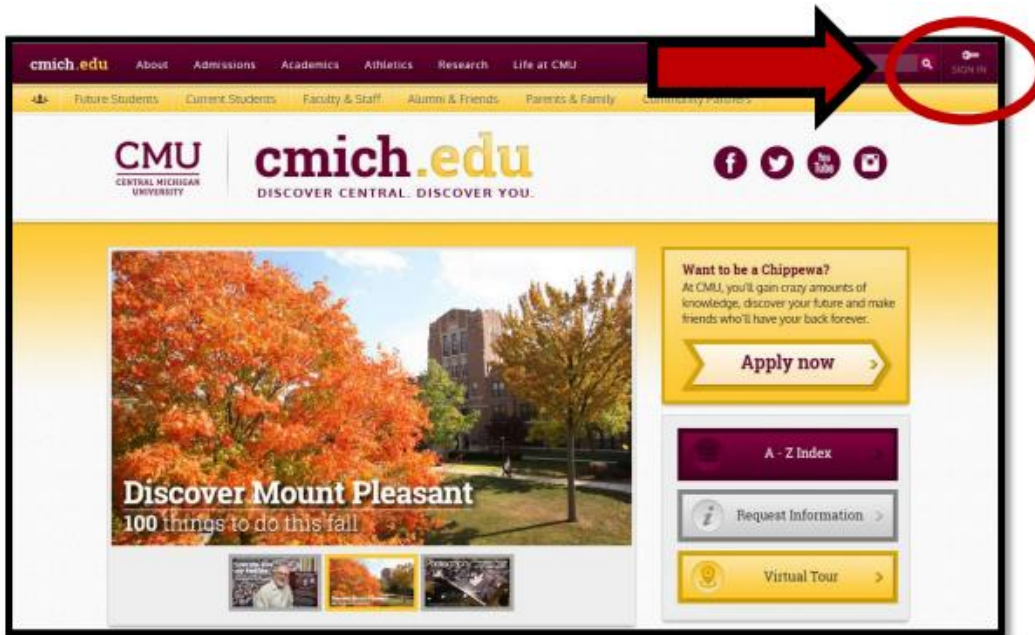 cmich.edu About Admissions Academics Athletics Research Life at CMU SIGN IN
Future Students Current Students Faculty & Staff Alumni & Friends Parents & Family Community Partners
CMU
CENTRAL MICHIGAN
UNIVERSITY
cmich.edu
DISCOVER CENTRAL. DISCOVER YOU.
f
You
Tube
Want to be a Chippewa?
At CMU, you'll gain crazy amounts of
knowledge, discover your future and make
friends who'll have your back forever.
Apply now
Discover Mount Pleasant
100 things to do this fall
A - Z Index
i
Request Information
Virtual Tour